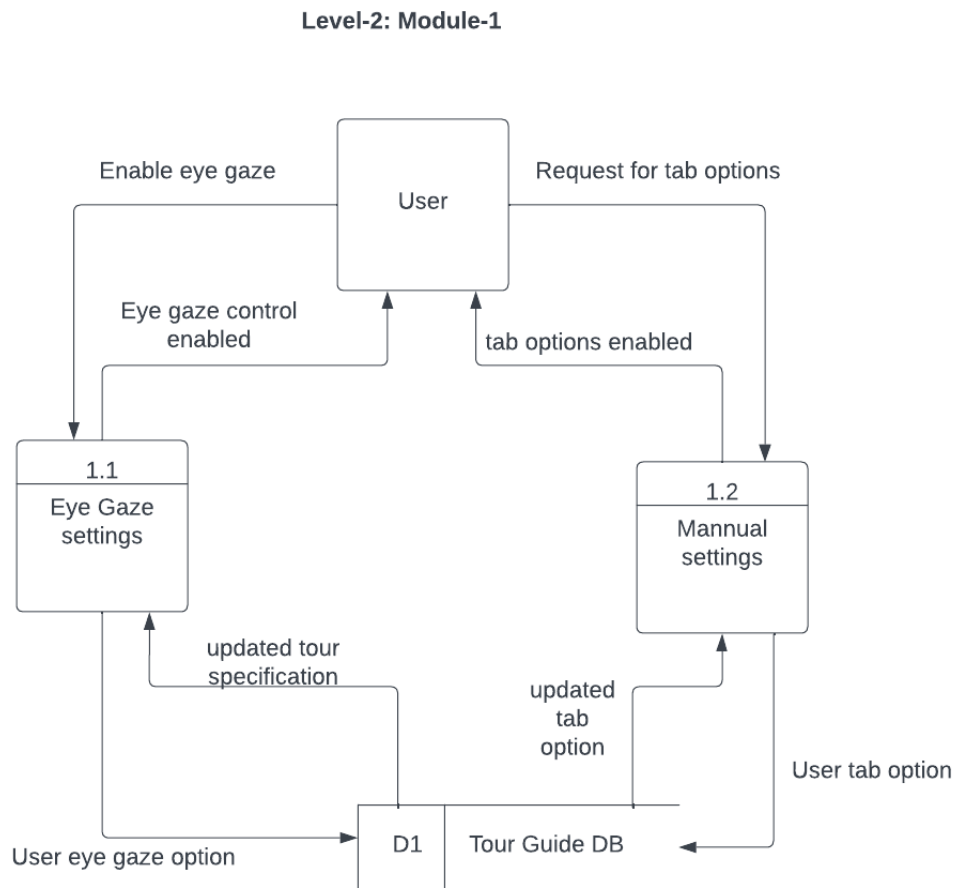 Level-2: Module-1
Enable eye gaze
Request for tab options
User
Eye gaze control
enabled
tab options enabled
1.1
Eye Gaze
settings
1.2
Mannual
settings
updated tour
specification
updated
tab
option
User tab option
D1
Tour Guide DB
User eye gaze option